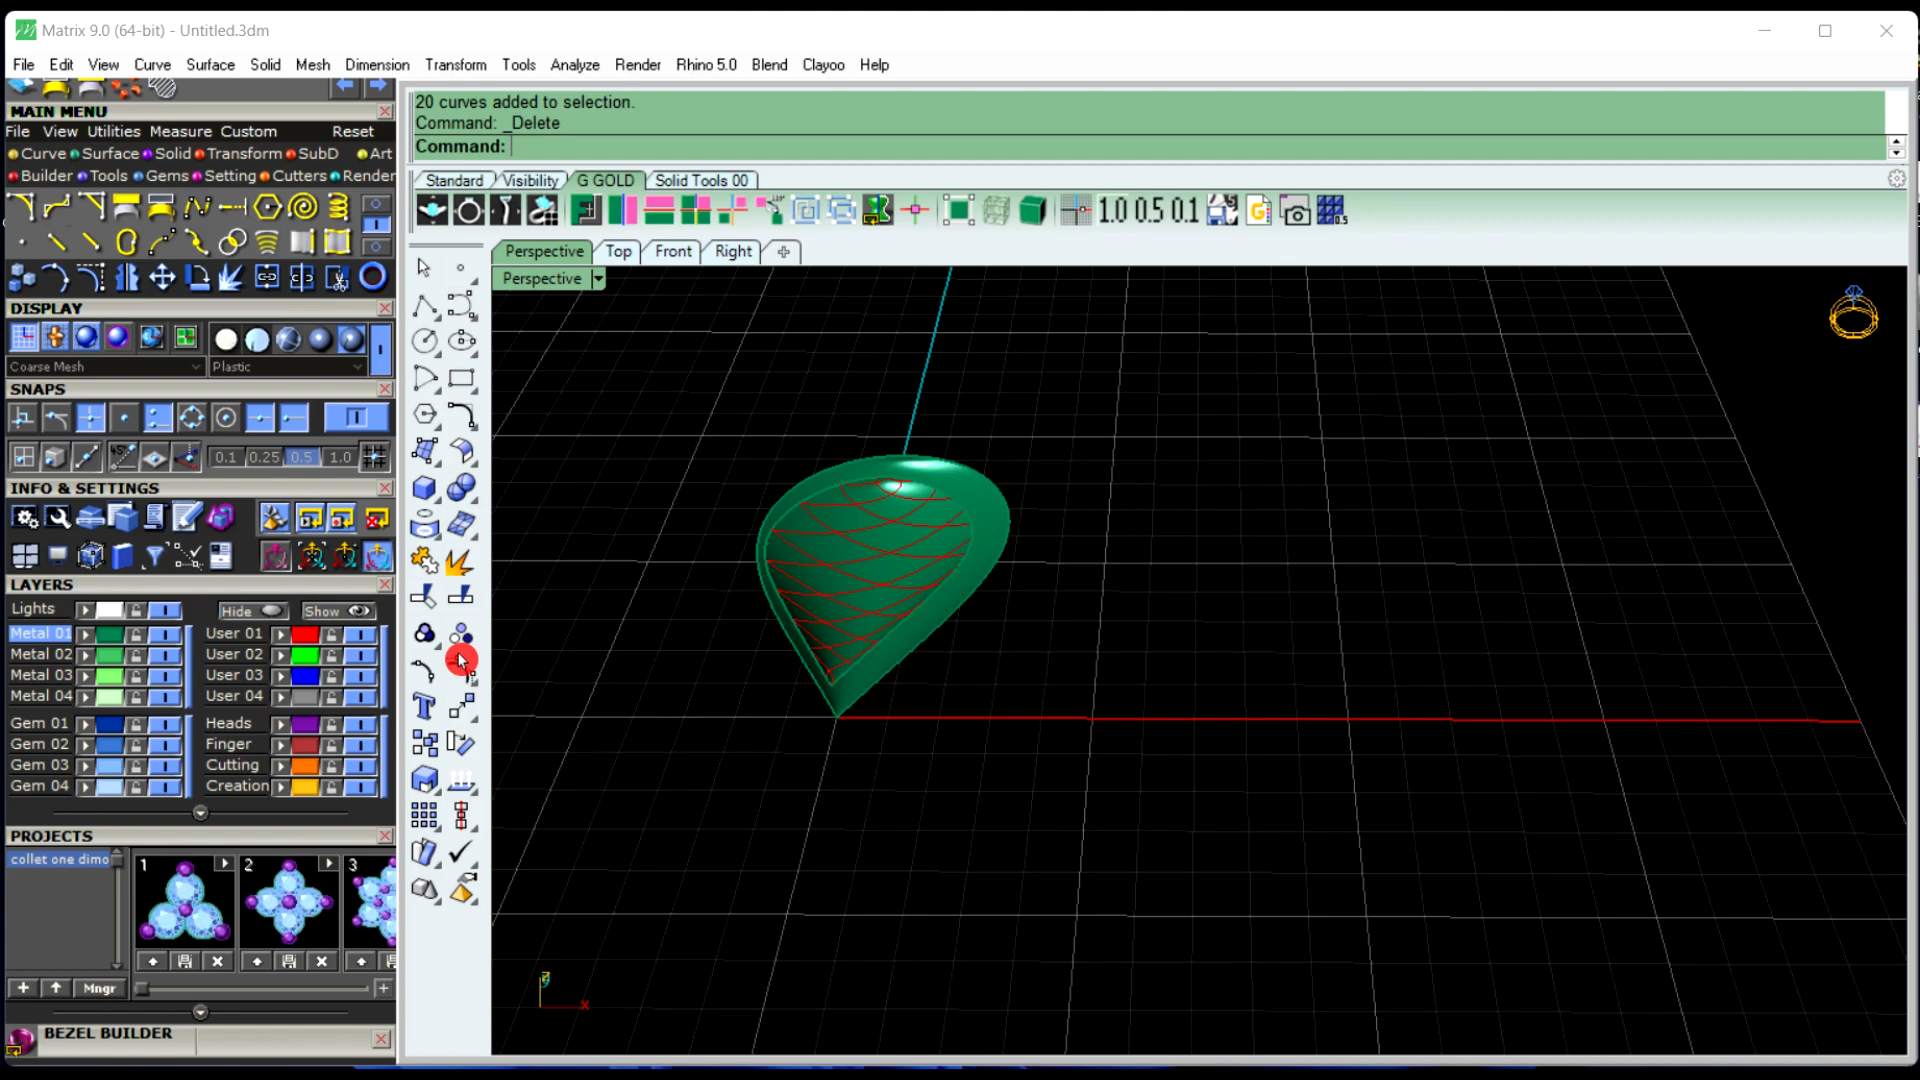 Matrix 9.0 (64-bit) - Untitled.3dm
File Edit View Curve Surface Solid Mesh Dimension Transform Tools Analyze Render Rhino 5.0 Blend Clayoo Help
20 curves added to selection.
Command: _Delete
Command:
Standard Visibility G GOLD Solid Tools 00
1.0 0.5 0.1
0.5
Perspective Top Front Right
Perspective
MAIN MENU
File View Utilities Measure Custom Reset
Curve Surface Solid Transform SubD Art
Builder Tools Gems Setting Cutters Render
DISPLAY
Coarse Mesh Plastic
SNAPS
45°
0.1 0.25 0.5 1.0
INFO & SETTINGS
LAYERS
Lights Hide Show
Metal 01 User 01
Metal 02 User 02
Metal 03 User 03
Metal 04 User 04
Gem 01 Heads
Gem 02 Finger
Gem 03 Cutting
Gem 04 Creation
PROJECTS
collet one dimo
1 2 3
Mngr
BEZEL BUILDER
x